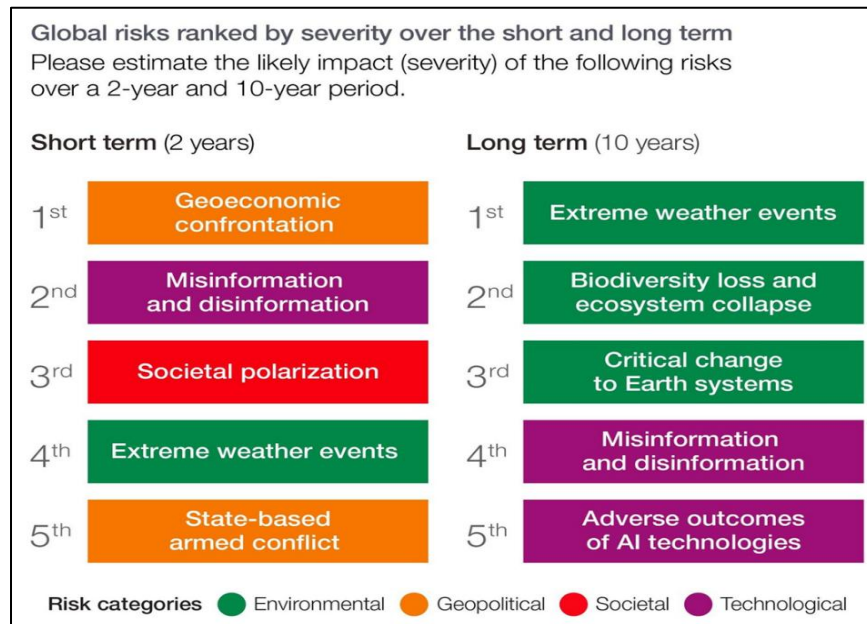 Global risks ranked by severity over the short and long term
Please estimate the likely impact (severity) of the following risks
over a 2-year and 10-year period.
Short term (2 years)
1st
Geoeconomic
confrontation
2nd
Misinformation
and disinformation
3rd
Societal polarization
4th
Extreme weather events
5th
State-based
armed conflict
Long term (10 years)
1st
Extreme weather events
2nd
Biodiversity loss and
ecosystem collapse
3rd
Critical change
to Earth systems
4th
Misinformation
and disinformation
5th
Adverse outcomes
of AI technologies
Risk categories Environmental Geopolitical Societal Technological